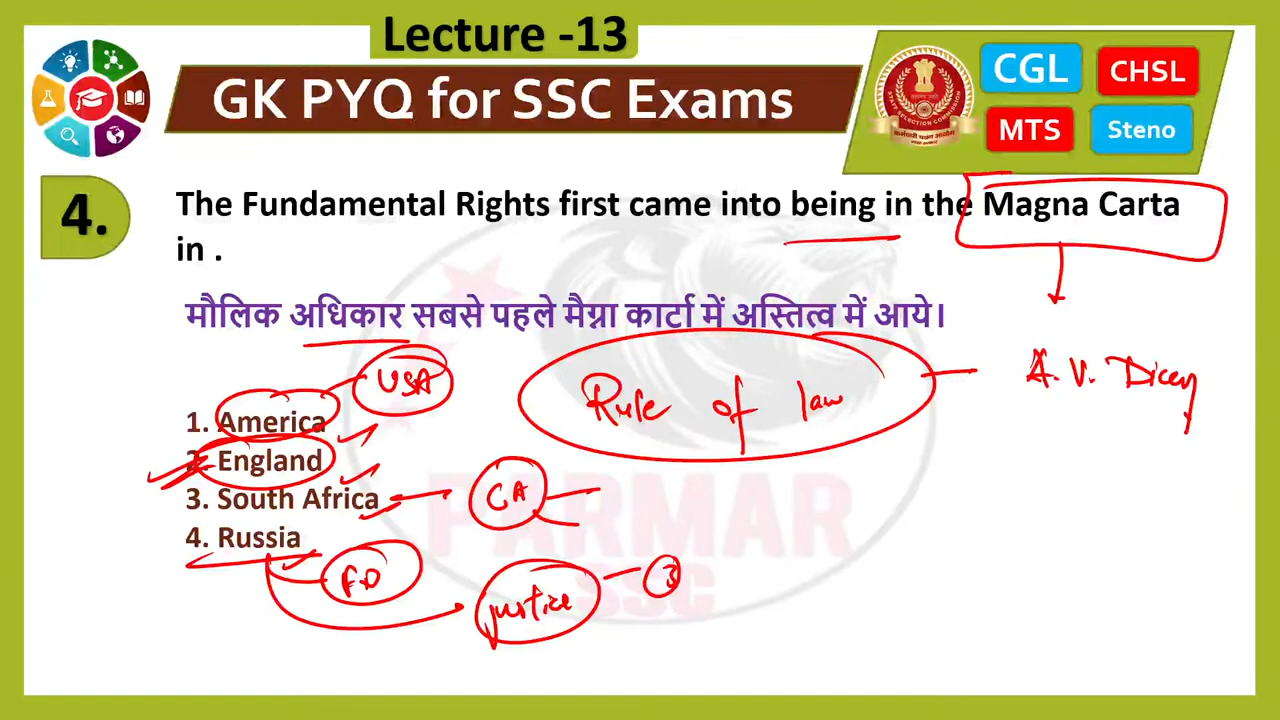 Lecture -13
GK PYQ for SSC Exams
CGL
CHSL
MTS
Steno
4.
The Fundamental Rights first came into being in the Magna Carta
in .
मौलिक अधिकार सबसे पहले मैग्ना कार्टा में अस्तित्व में आये।
USA
Rule of law
A. V. Dicey
1. America
2. England
3. South Africa
CA
4. Russia
FD
justice
3
PARMAR
SSC